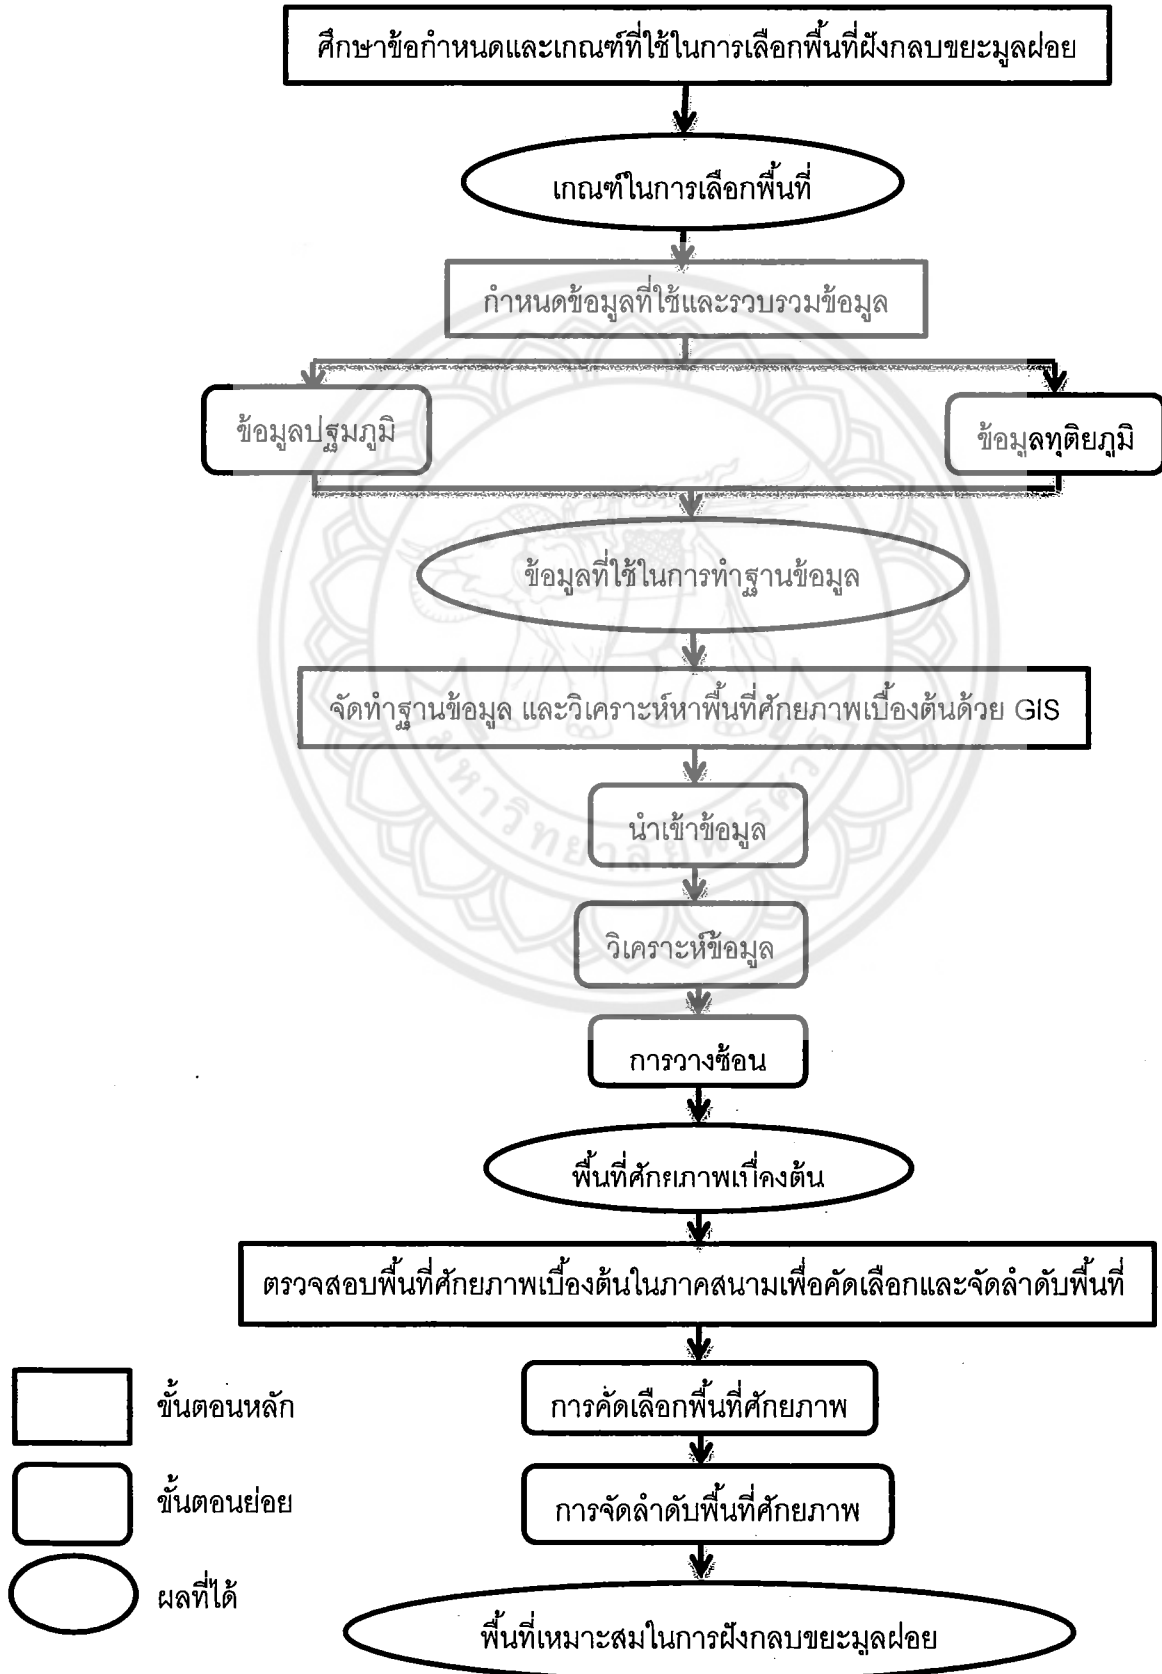 ศึกษาข้อกำหนดและเกณฑ์ที่ใช้ในการเลือกพื้นที่ฝังกลบขยะมูลฝอย
เกณฑ์ในการเลือกพื้นที่
กำหนดข้อมูลที่ใช้และรวบรวมข้อมูล
ข้อมูลปฐมภูมิ
ข้อมูลทุติยภูมิ
ข้อมูลที่ใช้ในการทำฐานข้อมูล
จัดทำฐานข้อมูล และวิเคราะห์หาพื้นที่ศักยภาพเบื้องต้นด้วย GIS
นำเข้าข้อมูล
มหาวิทยาลัยนเรศวร
วิเคราะห์ข้อมูล
การวางซ้อน
พื้นที่ศักยภาพเบื้องต้น
ตรวจสอบพื้นที่ศักยภาพเบื้องต้นในภาคสนามเพื่อคัดเลือกและจัดลำดับพื้นที่
การคัดเลือกพื้นที่ศักยภาพ
การจัดลำดับพื้นที่ศักยภาพ
พื้นที่เหมาะสมในการฝังกลบขยะมูลฝอย
ขั้นตอนหลัก
ขั้นตอนย่อย
ผลที่ได้